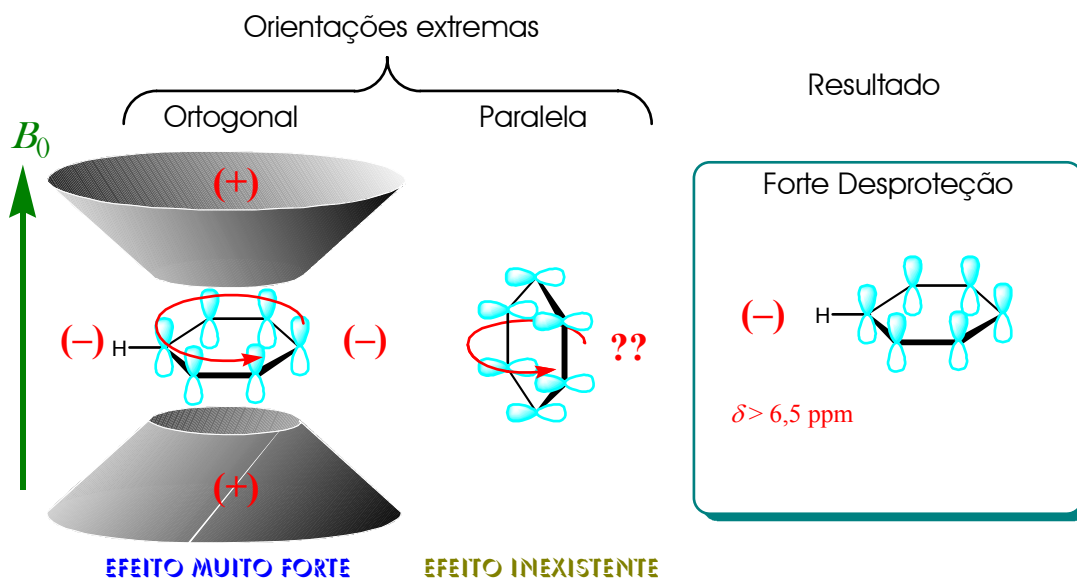 Orientações extremas
Ortogonal
Paralela
Resultado
B0
(+)
Forte Desproteção
(–)
H
(–)
??
(–)
H
δ > 6,5 ppm
(+)
EFEITO MUITO FORTE
EFEITO INEXISTENTE